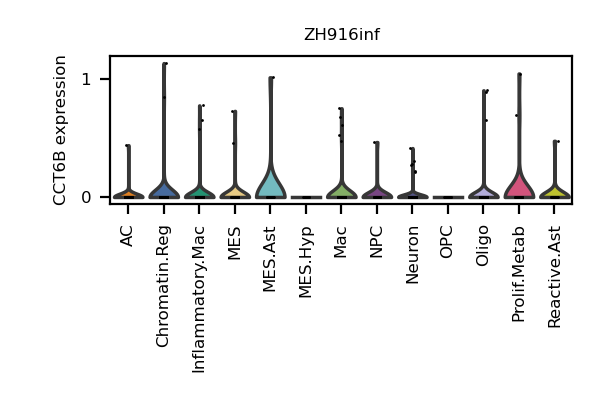 ZH916inf
CCT6B expression
1
0
AC
Chromatin.Reg
Inflammatory.Mac
MES
MES.Ast
MES.Hyp
Mac
NPC
Neuron
OPC
Oligo
Prolif.Metab
Reactive.Ast